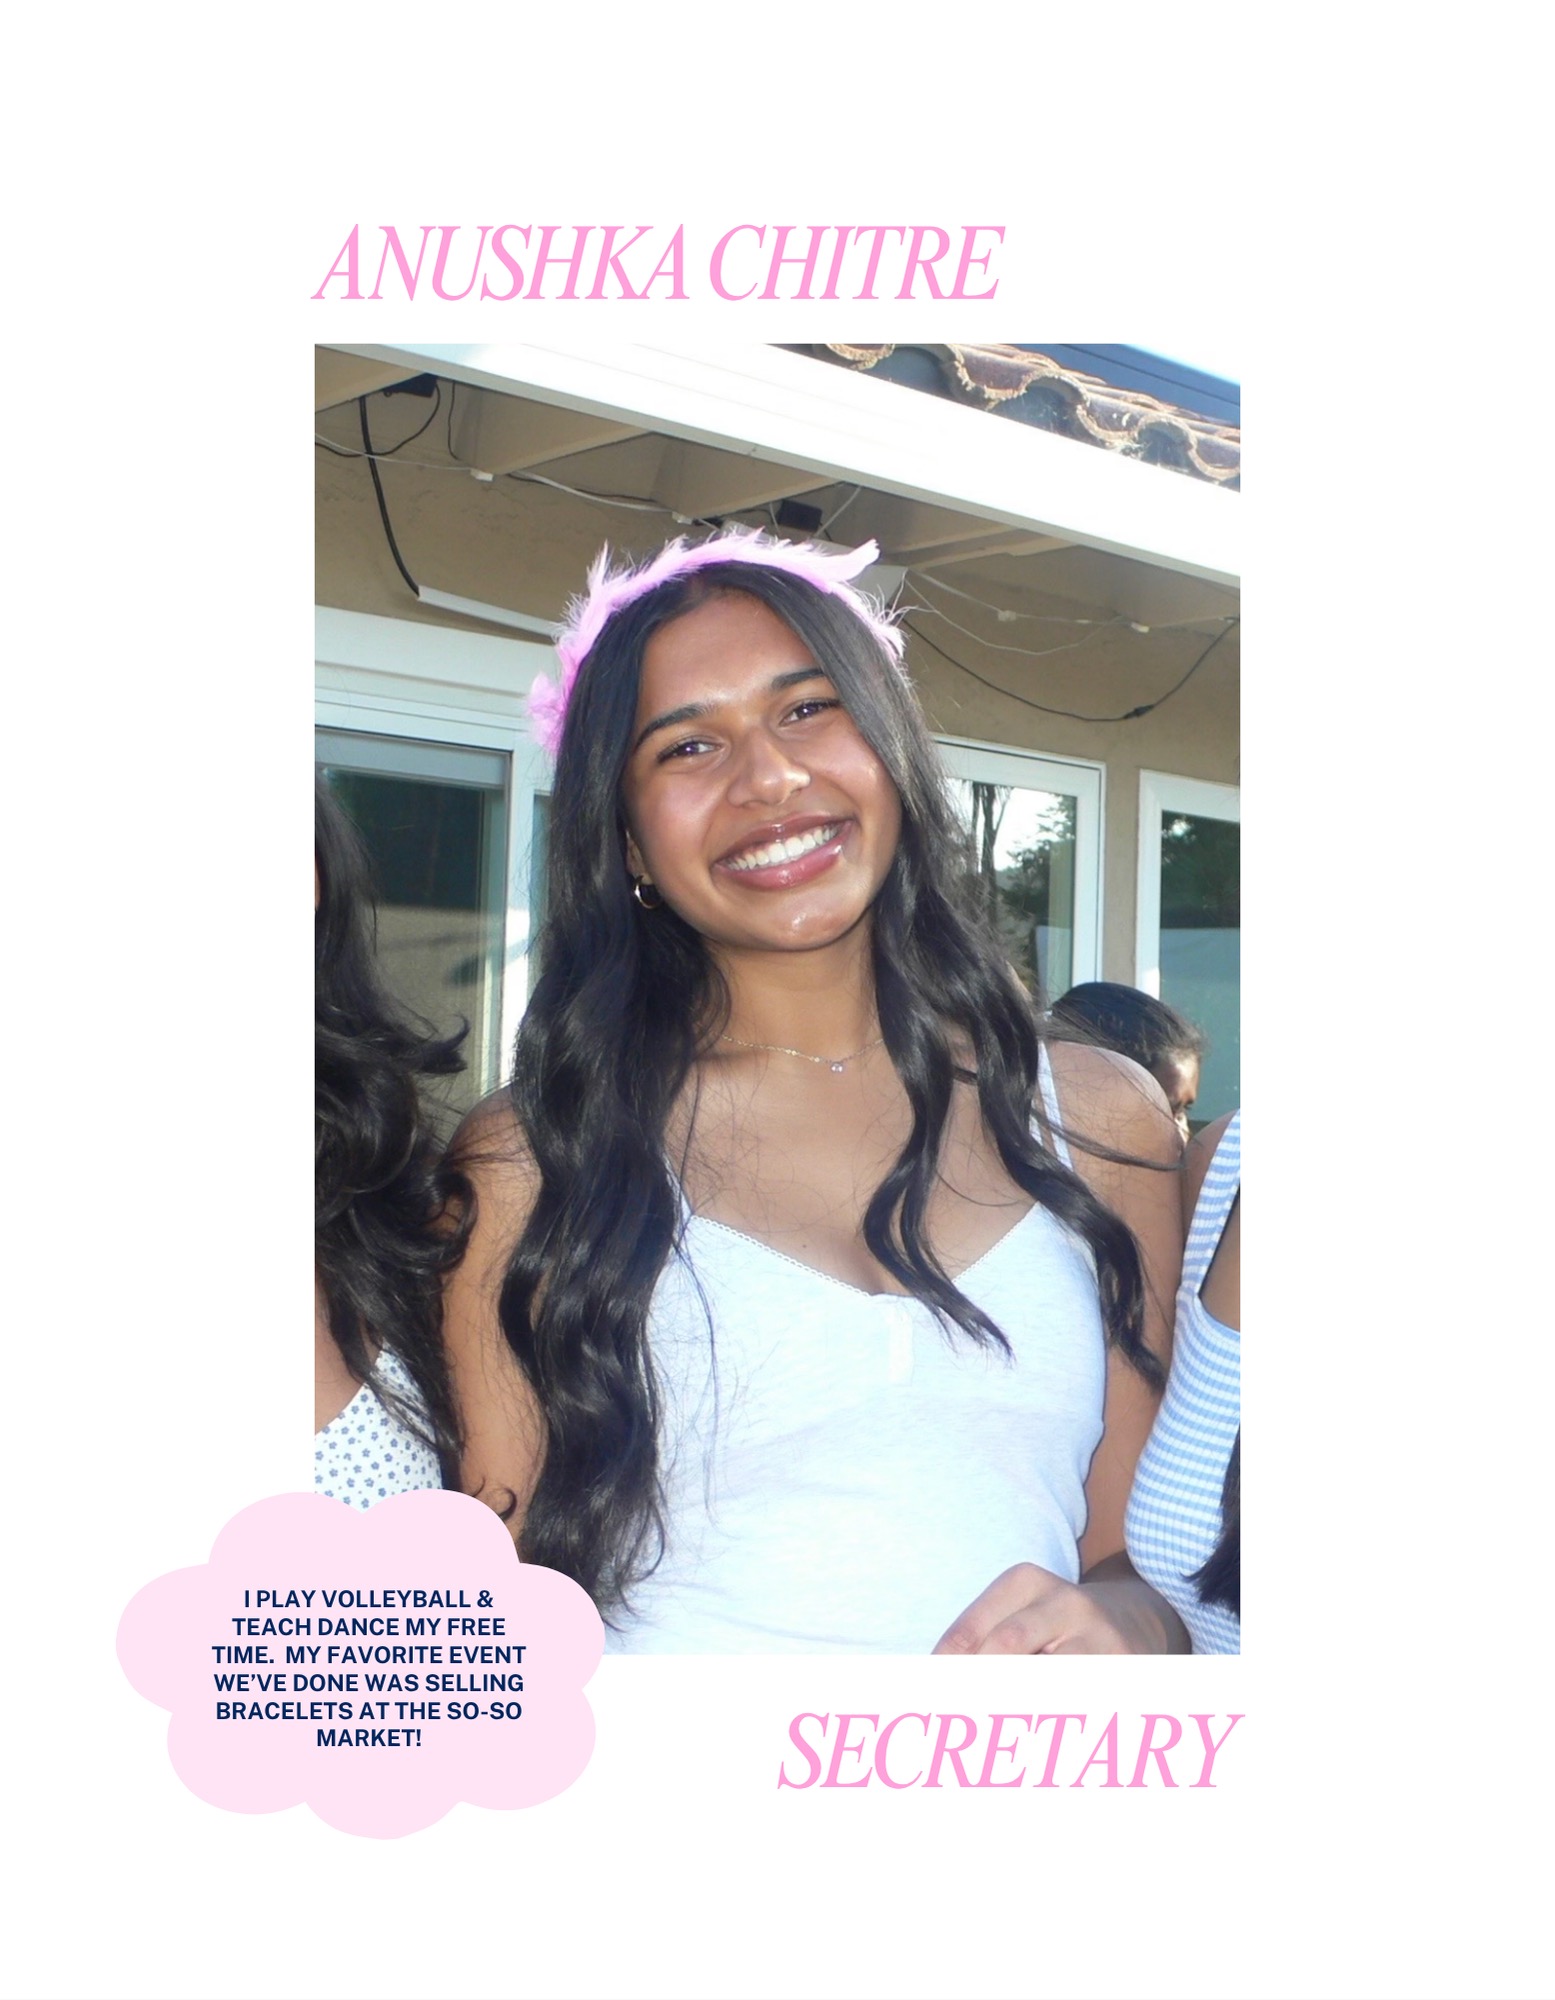 ANUSHKA CHITRE
I PLAY VOLLEYBALL &
TEACH DANCE MY FREE
TIME.  MY FAVORITE EVENT
WE’VE DONE WAS SELLING
BRACELETS AT THE SO-SO
MARKET!
SECRETARY